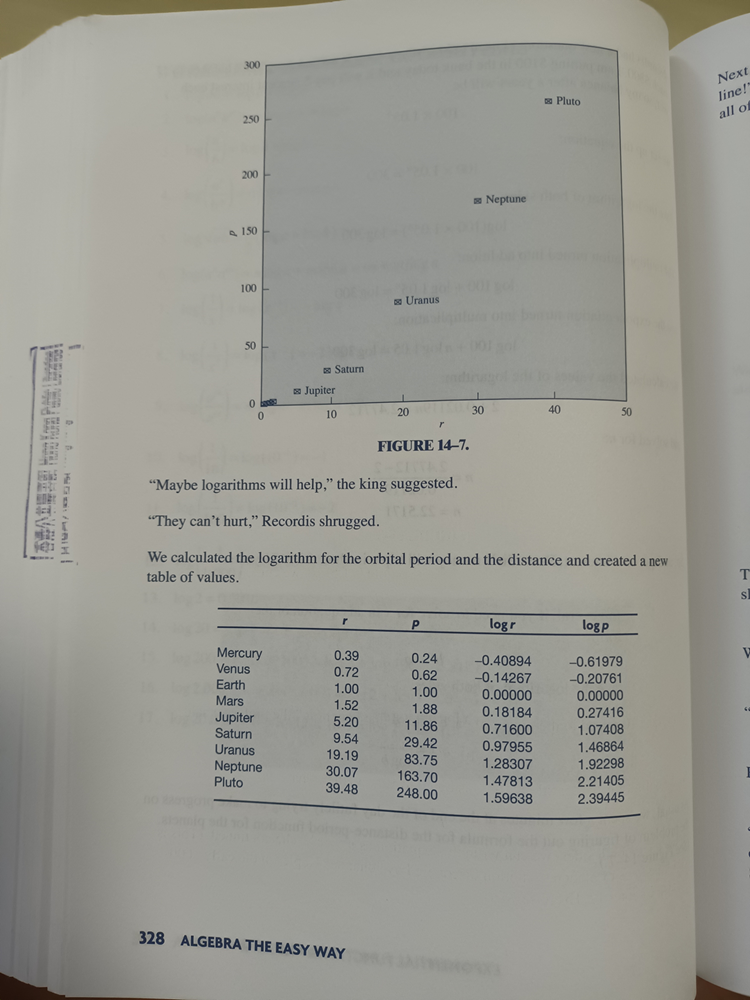 300
250
200
150
100
50
0
p
Pluto
Neptune
Uranus
Saturn
Jupiter
0 10 20 30 40 50
r
FIGURE 14–7.
“Maybe logarithms will help,” the king suggested.
“They can’t hurt,” Recordis shrugged.
We calculated the logarithm for the orbital period and the distance and created a new
table of values.
r p log r log p
Mercury 0.39 0.24 −0.40894 −0.61979
Venus 0.72 0.62 −0.14267 −0.20761
Earth 1.00 1.00 0.00000 0.00000
Mars 1.52 1.88 0.18184 0.27416
Jupiter 5.20 11.86 0.71600 1.07408
Saturn 9.54 29.42 0.97955 1.46864
Uranus 19.19 83.75 1.28307 1.92298
Neptune 30.07 163.70 1.47813 2.21405
Pluto 39.48 248.00 1.59638 2.39445
328 ALGEBRA THE EASY WAY
Next
line!”
all of